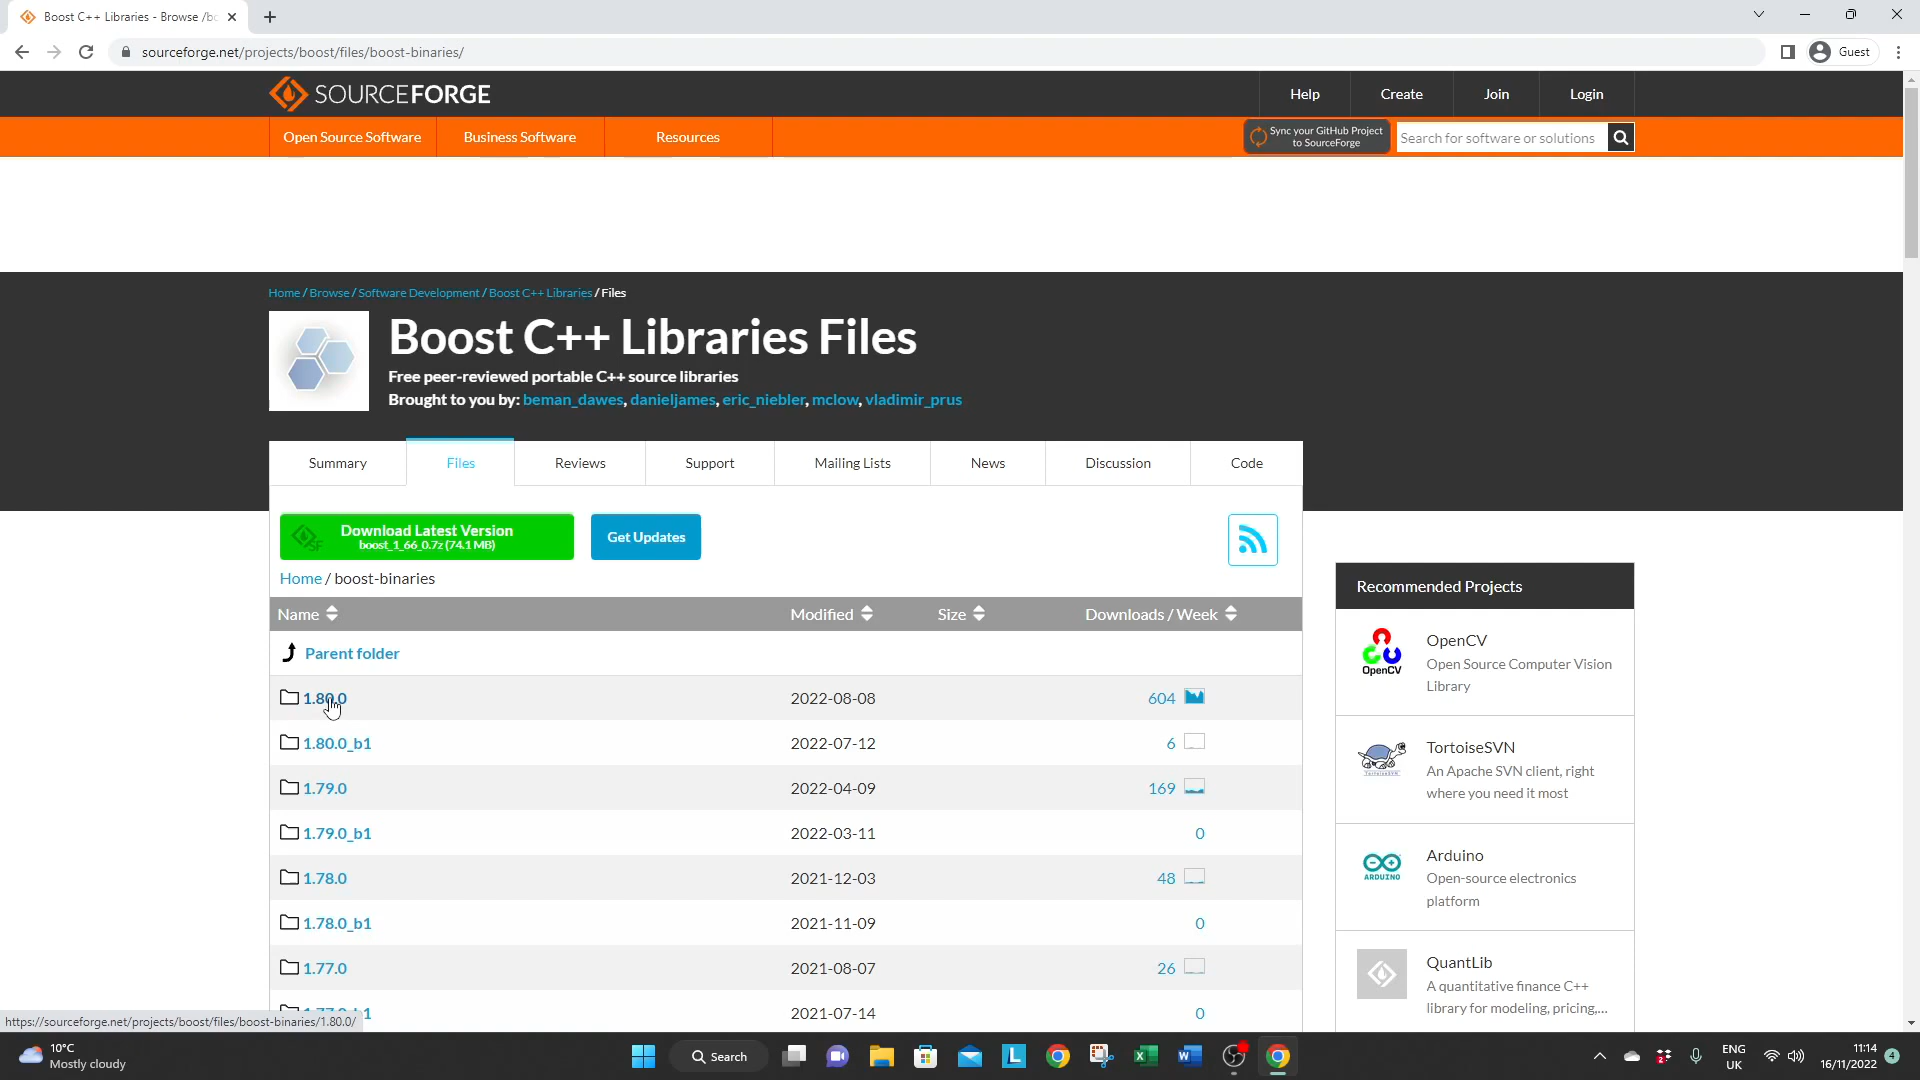 Boost C++ Libraries - Browse /bo
sourceforge.net/projects/boost/files/boost-binaries/
Guest
SOURCEFORGE
Help
Create
Join
Login
Open Source Software
Business Software
Resources
Sync your GitHub Project
to SourceForge
Search for software or solutions
Home / Browse / Software Development / Boost C++ Libraries / Files
Boost C++ Libraries Files
Free peer-reviewed portable C++ source libraries
Brought to you by: beman_dawes, danieljames, eric_niebler, mclow, vladimir_prus
Summary
Files
Reviews
Support
Mailing Lists
News
Discussion
Code
Download Latest Version
boost_1_66_0.7z (74.1 MB)
Get Updates
Home / boost-binaries
Name
Modified
Size
Downloads / Week
Parent folder
1.80.0 2022-08-08 604
1.80.0_b1 2022-07-12 6
1.79.0 2022-04-09 169
1.79.0_b1 2022-03-11 0
1.78.0 2021-12-03 48
1.78.0_b1 2021-11-09 0
1.77.0 2021-08-07 26
2021-07-14 0
Recommended Projects
OpenCV
OpenCV
Open Source Computer Vision
Library
TortoiseSVN
An Apache SVN client, right
where you need it most
ARDUINO
Arduino
Open-source electronics
platform
QuantLib
A quantitative finance C++
library for modeling, pricing,...
https://sourceforge.net/projects/boost/files/boost-binaries/1.80.0/
10°C
Mostly cloudy
Search
ENG
UK
11:14
16/11/2022
4